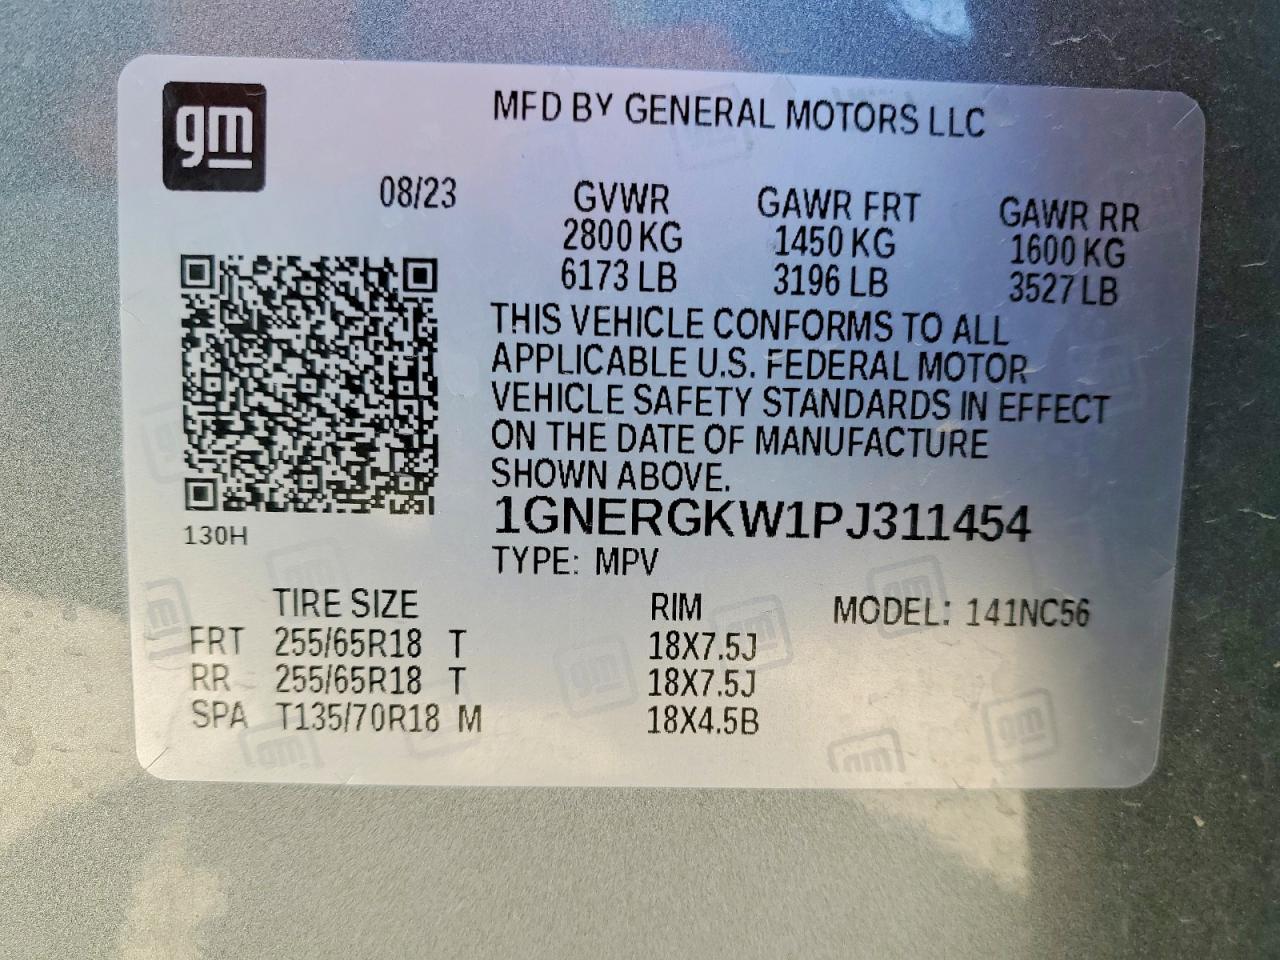 gm
MFD BY GENERAL MOTORS LLC
08/23 GVWR GAWR FRT GAWR RR
2800 KG 1450 KG 1600 KG
6173 LB 3196 LB 3527 LB
THIS VEHICLE CONFORMS TO ALL
APPLICABLE U.S. FEDERAL MOTOR
VEHICLE SAFETY STANDARDS IN EFFECT
ON THE DATE OF MANUFACTURE
SHOWN ABOVE.
1GNERGKW1PJ311454
130H
TYPE: MPV
TIRE SIZE RIM MODEL: 141NC56
FRT 255/65R18 T 18X7.5J
RR 255/65R18 T 18X7.5J
SPA T135/70R18 M 18X4.5B